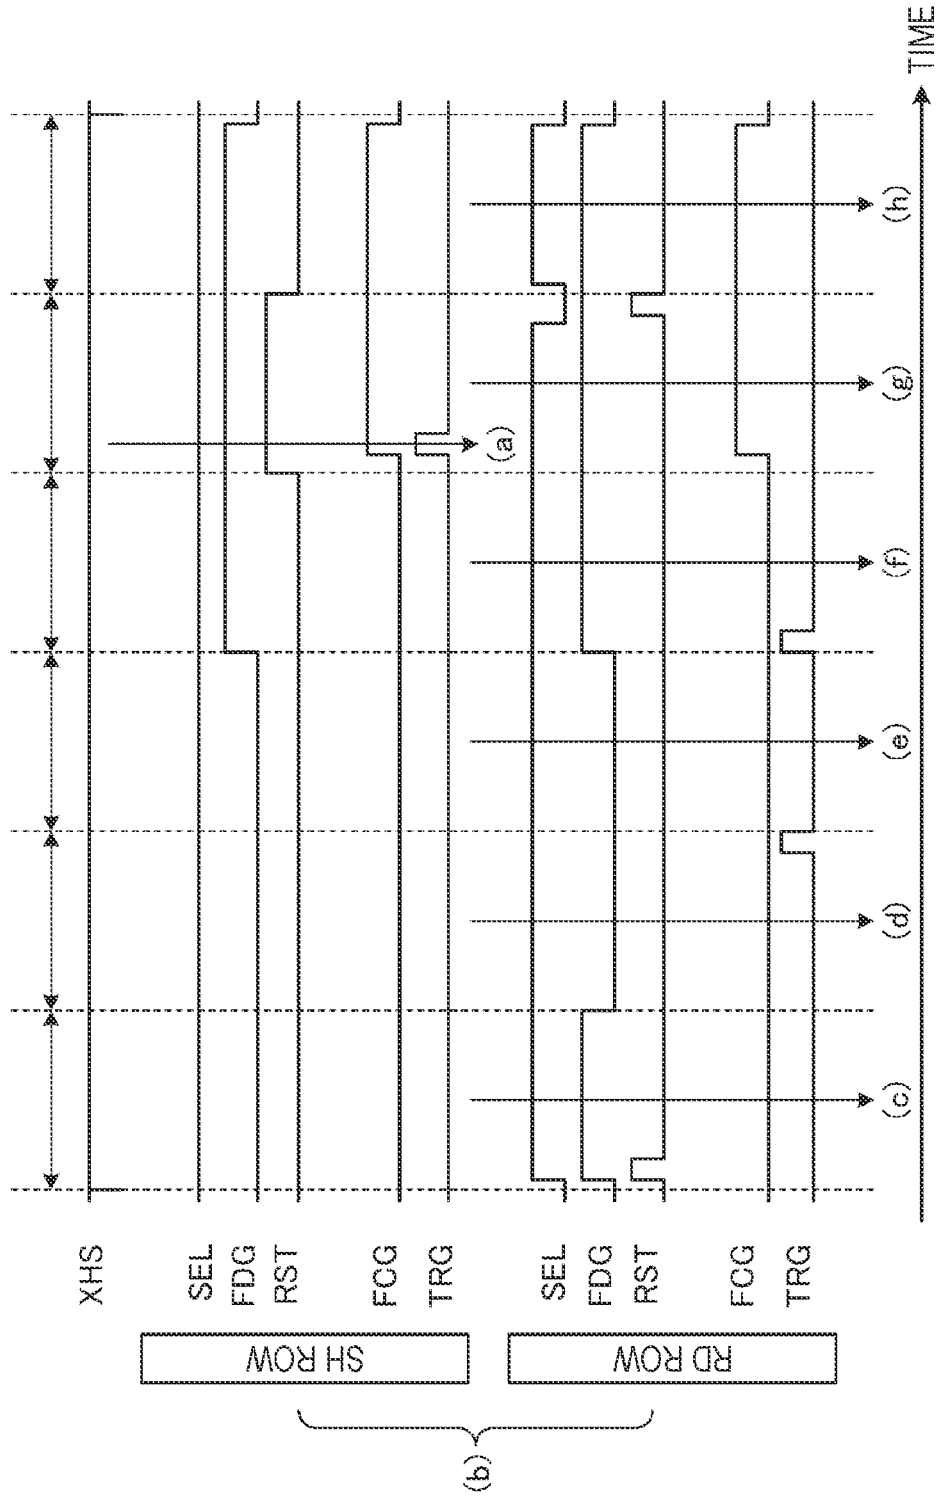 XHS
SEL
FDG
RST
FCG
TRG
SH ROW
SEL
FDG
RST
FCG
TRG
RD ROW
(a)
(b)
(c)
(d)
(e)
(f)
(g)
(h)
TIME